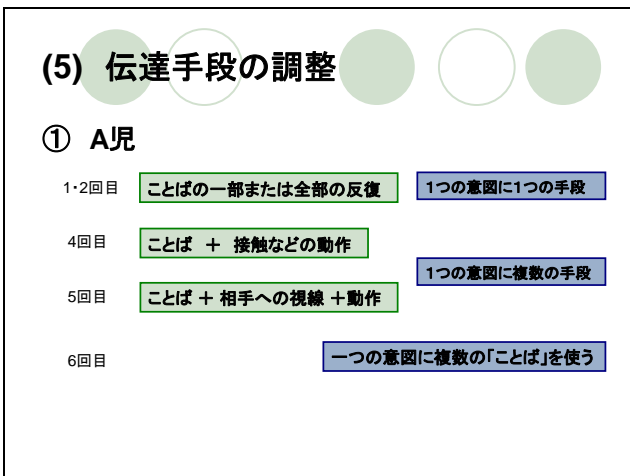 (5) 伝達手段の調整
① A児
1・2回目 ことばの一部または全部の反復 1つの意図に1つの手段
4回目 ことば ＋ 接触などの動作
1つの意図に複数の手段
5回目 ことば ＋ 相手への視線 ＋動作
6回目 一つの意図に複数の「ことば」を使う